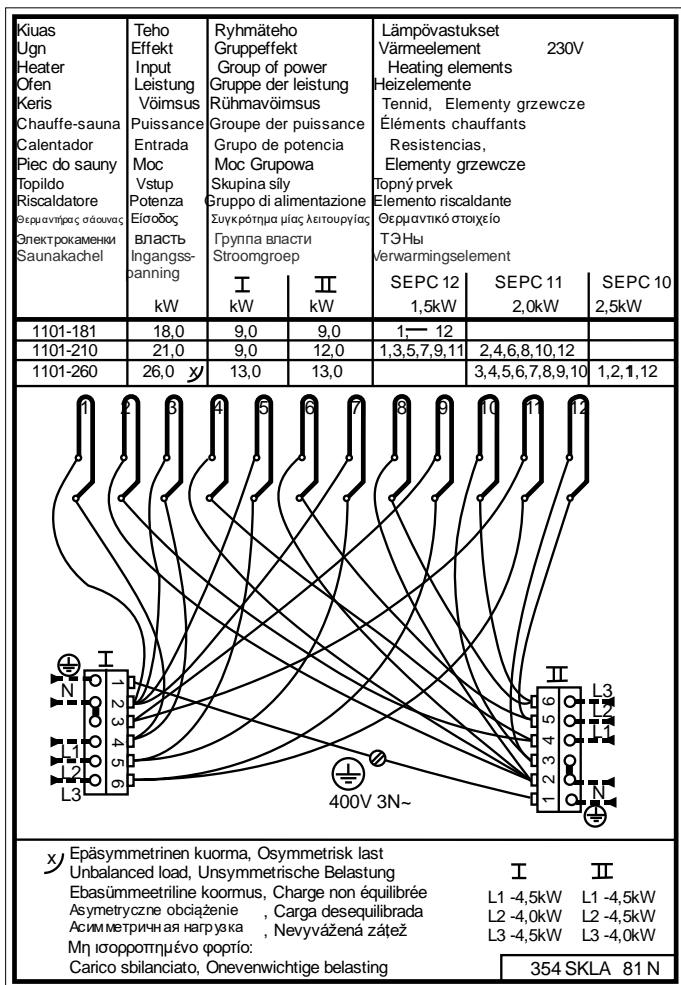 Kiuas Teho Ryhmäteho Lämpövastukset
Ugn Effekt Gruppeffekt Värmeelement 230V
Heater Input Group of power Heating elements
Ofen Leistung Gruppe der leistung Heizelemente
Keris Vöimsus Rühmavöimsus Tennid, Elementy grzewcze
Chauffe-sauna Puissance Groupe der puissance Éléments chauffants
Calentador Entrada Grupo de potencia Resistencias,
Piec do sauny Moc Moc Grupowa Elementy grzewcze
Topildo Vstup Skupina síly Topný prvek
Riscaldatore Potenza Gruppo di alimentazione Elemento riscaldante
Θερμαντήρας σάουνας Είσοδος Συγκρότημα μίας λειτουργίας Θερμαντικό στοιχείο
Электрокаменки власть Группа власти ТЭНы
Saunakachel Ingangss- Stroomgroep Verwarmingselement
panning
I II SEPC 12 SEPC 11 SEPC 10
kW kW kW 1,5kW 2,0kW 2,5kW
1101-181 18,0 9,0 9,0 1, — 12
1101-210 21,0 9,0 12,0 1,3,5,7,9,11 2,4,6,8,10,12
1101-260 26,0 x) 13,0 13,0 3,4,5,6,7,8,9,10 1,2,11,12
1 2 3 4 5 6 7 8 9 10 11 12
I II
N L1 L2 L3
1 2 3 4 5 6
6 5 4 3 2 1
L3 L2 L1 N
400V 3N~
x) Epäsymmetrinen kuorma, Osymmetrisk last
Unbalanced load, Unsymmetrische Belastung
Ebasümmeetriline koormus, Charge non équilibrée
Asymetryczne obciążenie , Carga desequilibrada
Асимметричная нагрузка , Nevyvážená zátež
Μη ισορροπημένο φορτίο:
Carico sbilanciato, Onevenwichtige belasting
I II
L1 -4,5kW L1 -4,5kW
L2 -4,0kW L2 -4,5kW
L3 -4,5kW L3 -4,0kW
354 SKLA 81 N